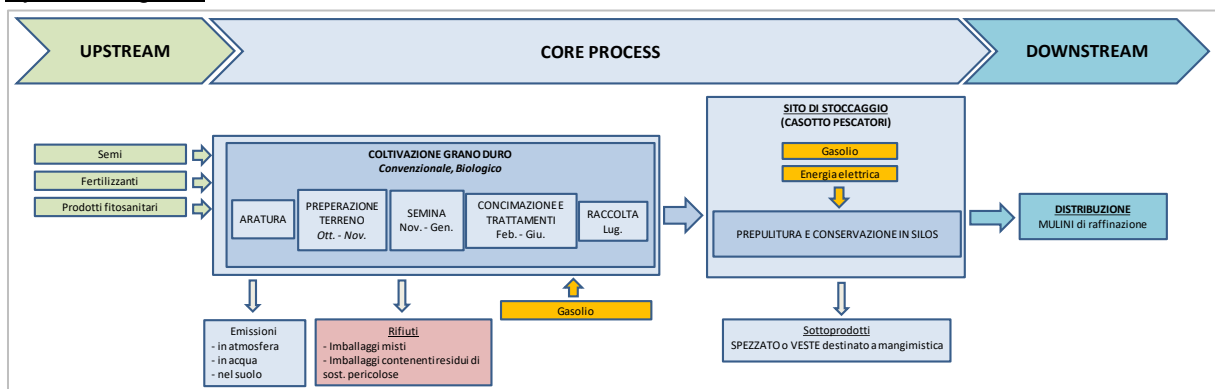 UPSTREAM
CORE PROCESS
DOWNSTREAM
Semi
Fertilizzanti
Prodotti fitosanitari
COLTIVAZIONE GRANO DURO
Convenzionale, Biologico
ARATURA
PREPARAZIONE
TERRENO
Ott. - Nov.
SEMINA
Nov. - Gen.
CONCIMAZIONE E
TRATTAMENTI
Feb. - Giu.
RACCOLTA
Lug.
Gasolio
Emissioni
- in atmosfera
- in acqua
- nel suolo
Rifiuti
- Imballaggi misti
- Imballaggi contenenti residui di
sost. pericolose
SITO DI STOCCAGGIO
(CASOTTO PESCATORI)
Gasolio
Energia elettrica
PREPULITURA E CONSERVAZIONE IN SILOS
Sottoprodotti
SPEZZATO o VESTE destinato a mangimistica
DISTRIBUZIONE
MULINI di raffinazione